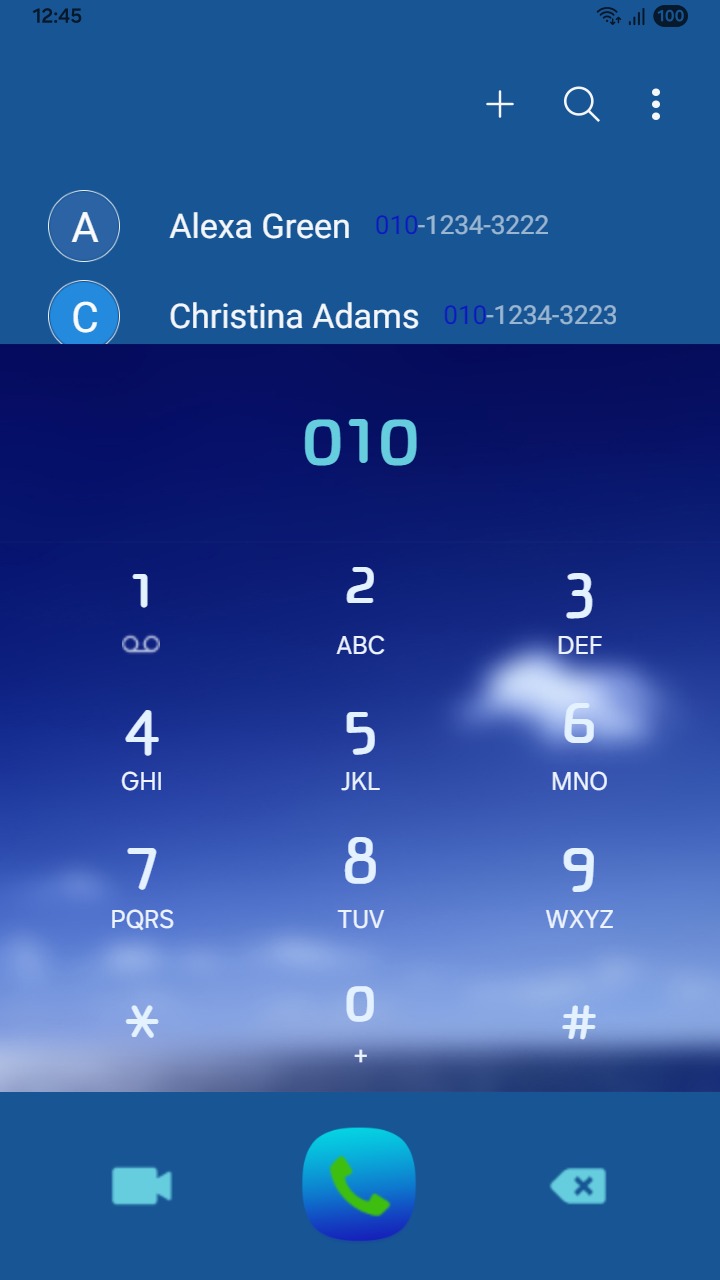 12:45 100
A Alexa Green 010-1234-3222
C Christina Adams 010-1234-3223
010
1 2 3
ABC DEF
4 5 6
GHI JKL MNO
7 8 9
PQRS TUV WXYZ
* 0 #
+